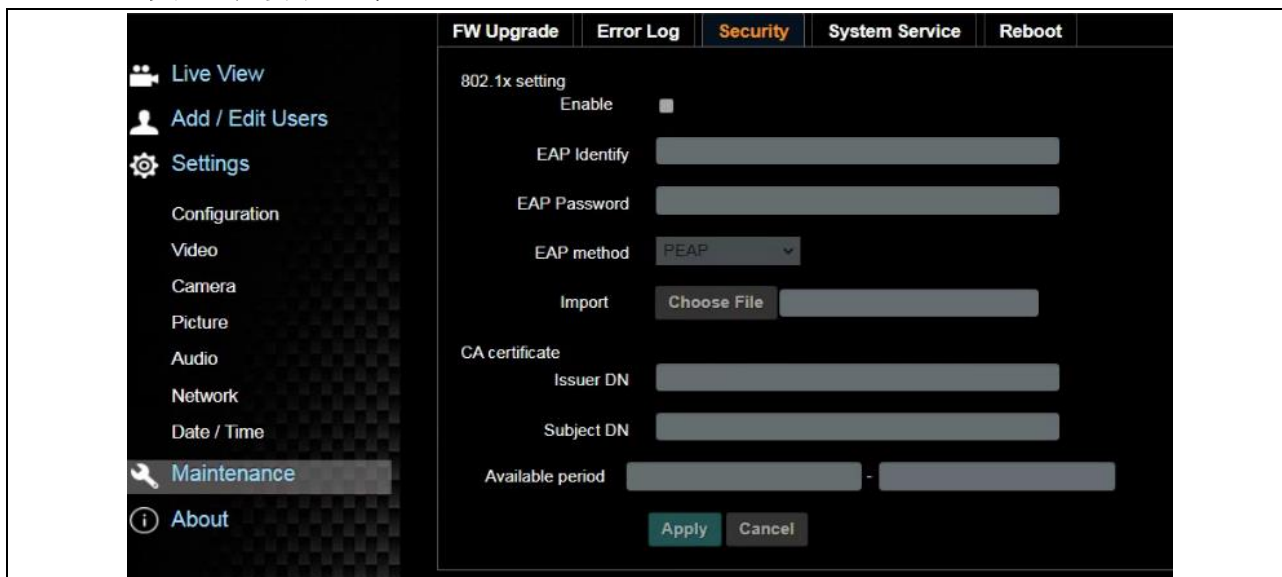 FW Upgrade Error Log Security System Service Reboot
Live View
Add / Edit Users
Settings
Configuration
Video
Camera
Picture
Audio
Network
Date / Time
Maintenance
About
802.1x setting
Enable
EAP Identify
EAP Password
EAP method PEAP
Import Choose File
CA certificate
Issuer DN
Subject DN
Available period -
Apply Cancel